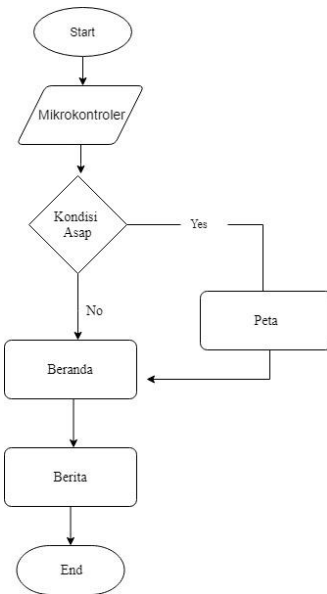 Start
Mikrokontroler
Kondisi
Asap
Yes
No
Peta
Beranda
Berita
End